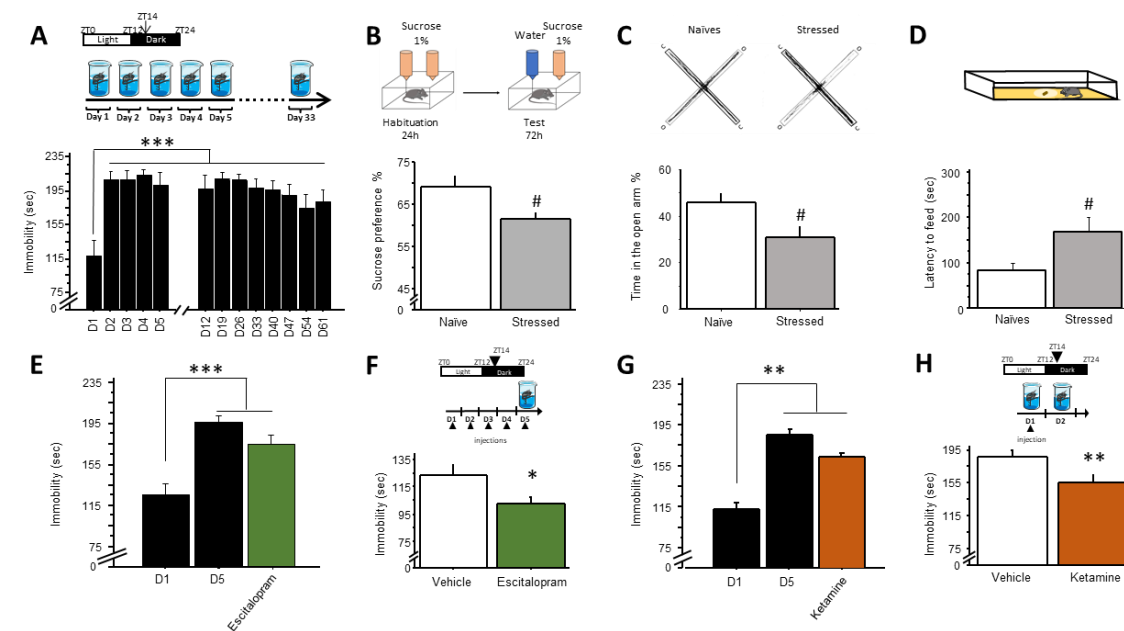 A
ZT14
ZT0 ZT12 ZT24
Light Dark
Day 1 Day 2 Day 3 Day 4 Day 5 Day 33
***
Immobility (sec)
235
195
155
115
75
0
D1 D2 D3 D4 D5 D12 D19 D26 D33 D40 D47 D54 D61
B
Sucrose
1%
Water
Sucrose
1%
Habituation
24h
Test
72h
Sucrose preference %
75
65
55
45
0
#
Naïve Stressed
C
Naïves Stressed
Time in the open arm %
60
40
20
0
#
Naïve Stressed
D
Latency to feed (sec)
300
200
100
0
#
Naïves Stressed
E
***
Immobility (sec)
235
195
155
115
75
0
D1 D5 Escitalopram
F
ZT14
ZT0 ZT12 ZT24
Light Dark
D1 D2 D3 D4 D5
injections
Immobility (sec)
135
115
95
75
0
*
Vehicle Escitalopram
G
**
Immobility (sec)
235
195
155
115
75
0
D1 D5 Ketamine
H
ZT14
ZT0 ZT12 ZT24
Light Dark
D1 D2
injection
Immobility (sec)
195
155
115
75
0
**
Vehicle Ketamine